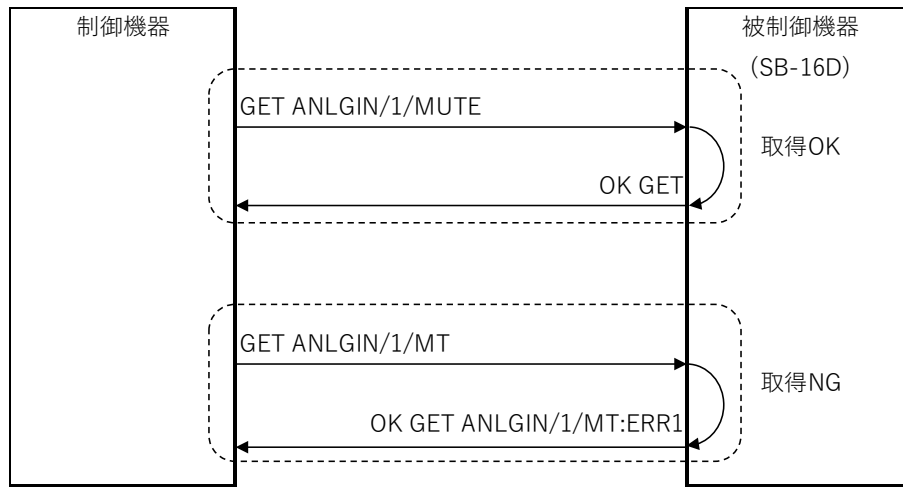 制御機器
被制御機器
(SB-16D)
GET ANLGIN/1/MUTE
取得OK
OK GET
GET ANLGIN/1/MT
取得NG
OK GET ANLGIN/1/MT:ERR1